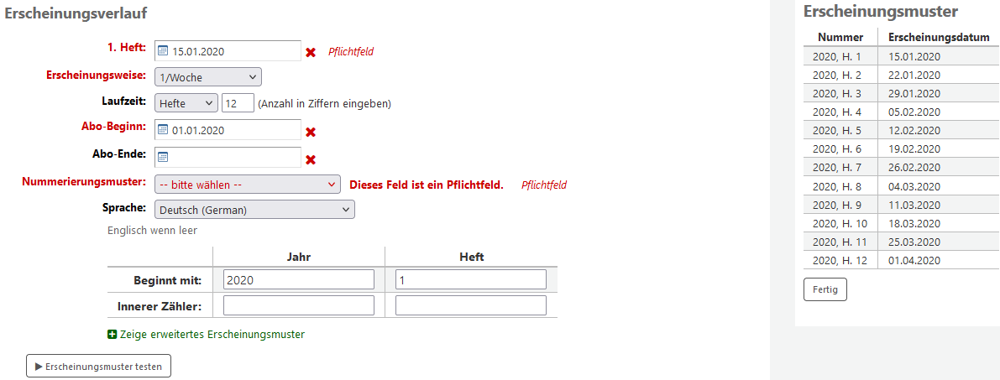 Erscheinungsverlauf
1. Heft: 15.01.2020 Pflichtfeld
Erscheinungsweise: 1/Woche
Laufzeit: Hefte 12 (Anzahl in Ziffern eingeben)
Abo-Beginn: 01.01.2020
Abo-Ende:
Nummerierungsmuster: -- bitte wählen -- Dieses Feld ist ein Pflichtfeld. Pflichtfeld
Sprache: Deutsch (German)
Englisch wenn leer
Jahr Heft
Beginnt mit: 2020 1
Innerer Zähler:
Zeige erweitertes Erscheinungsmuster
Erscheinungsmuster testen
Erscheinungsmuster
Nummer Erscheinungsdatum
2020, H. 1 15.01.2020
2020, H. 2 22.01.2020
2020, H. 3 29.01.2020
2020, H. 4 05.02.2020
2020, H. 5 12.02.2020
2020, H. 6 19.02.2020
2020, H. 7 26.02.2020
2020, H. 8 04.03.2020
2020, H. 9 11.03.2020
2020, H. 10 18.03.2020
2020, H. 11 25.03.2020
2020, H. 12 01.04.2020
Fertig